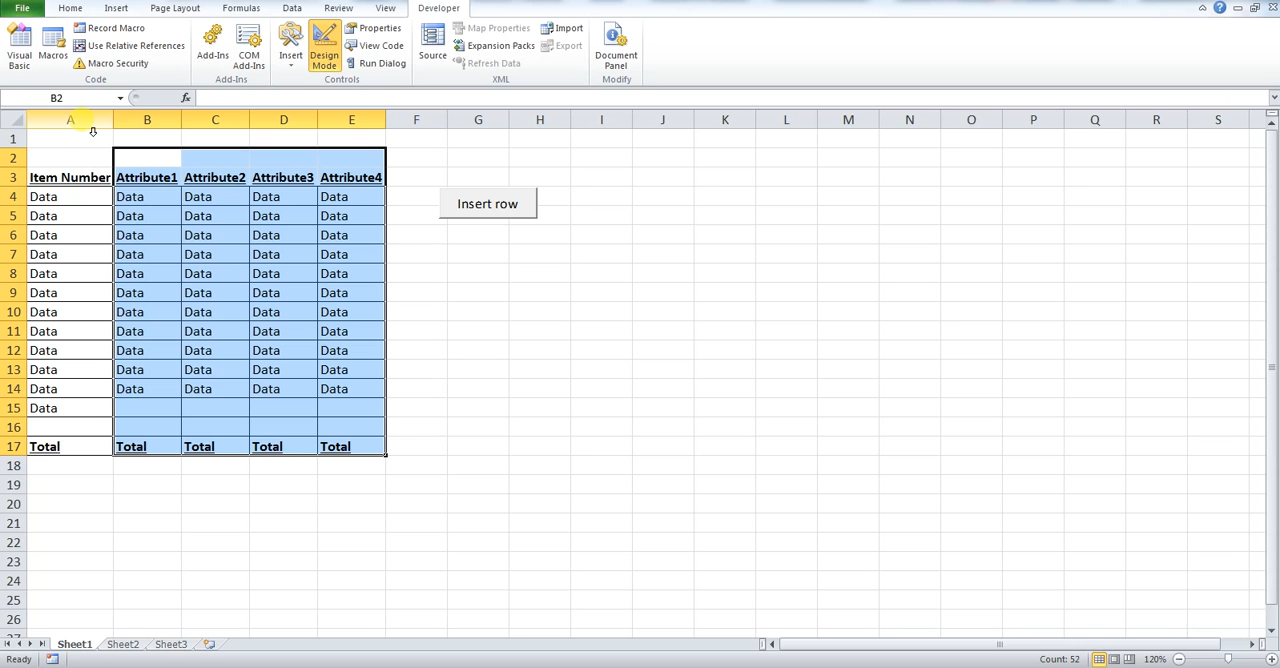 File Home Insert Page Layout Formulas Data Review View Developer
Visual Basic Macros Record Macro Use Relative References Macro Security Code
Add-Ins COM Add-Ins Add-Ins
Insert Design Mode Properties View Code Run Dialog Controls
Source Map Properties Expansion Packs Refresh Data Import Export XML
Document Panel Modify
B2 fx
A B C D E F G H I J K L M N O P Q R S
1
2
3 Item Number Attribute1 Attribute2 Attribute3 Attribute4
4 Data Data Data Data Data Insert row
5 Data Data Data Data Data
6 Data Data Data Data Data
7 Data Data Data Data Data
8 Data Data Data Data Data
9 Data Data Data Data Data
10 Data Data Data Data Data
11 Data Data Data Data Data
12 Data Data Data Data Data
13 Data Data Data Data Data
14 Data Data Data Data Data
15 Data
16
17 Total Total Total Total Total
18
19
20
21
22
23
24
25
26
Sheet1 Sheet2 Sheet3
Ready Count: 52 120%